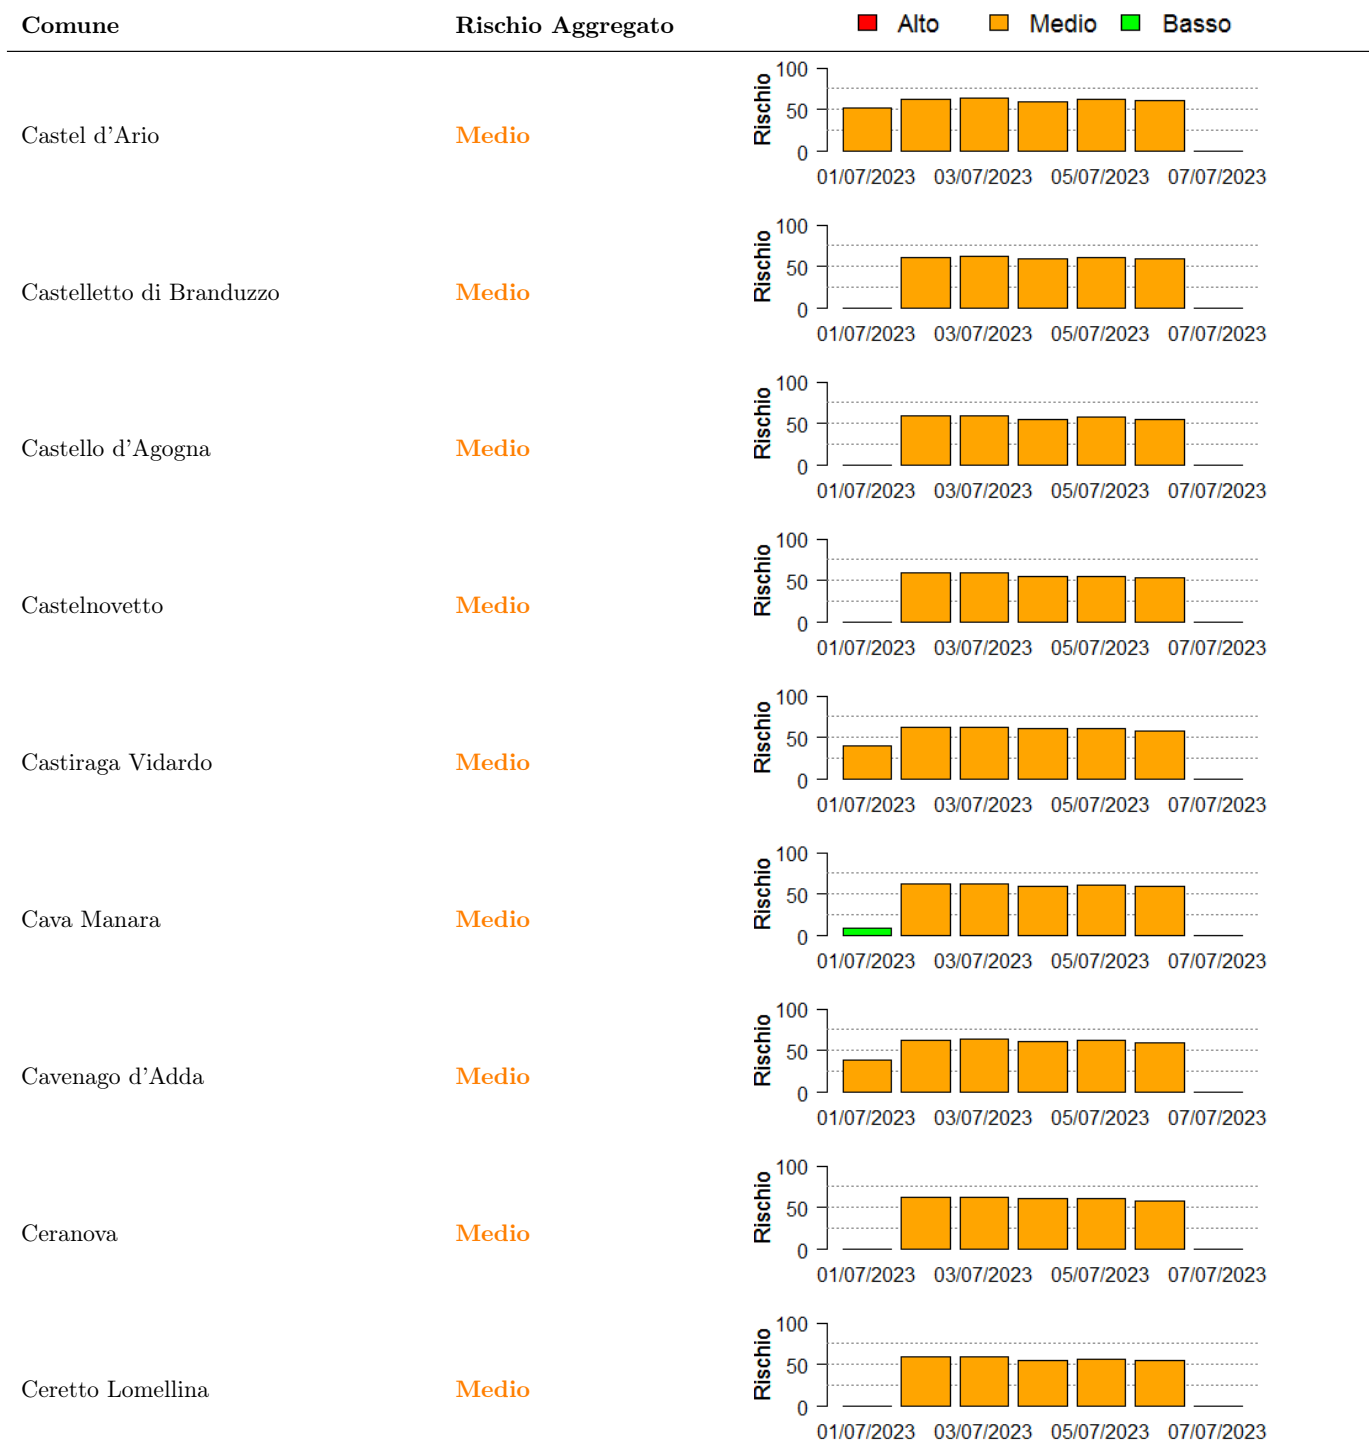 Comune Rischio Aggregato Alto Medio Basso
Castel d'Ario Medio
Rischio
100
50
0
01/07/2023 03/07/2023 05/07/2023 07/07/2023
Castelletto di Branduzzo Medio
Rischio
100
50
0
01/07/2023 03/07/2023 05/07/2023 07/07/2023
Castello d'Agogna Medio
Rischio
100
50
0
01/07/2023 03/07/2023 05/07/2023 07/07/2023
Castelnovetto Medio
Rischio
100
50
0
01/07/2023 03/07/2023 05/07/2023 07/07/2023
Castiraga Vidardo Medio
Rischio
100
50
0
01/07/2023 03/07/2023 05/07/2023 07/07/2023
Cava Manara Medio
Rischio
100
50
0
01/07/2023 03/07/2023 05/07/2023 07/07/2023
Cavenago d'Adda Medio
Rischio
100
50
0
01/07/2023 03/07/2023 05/07/2023 07/07/2023
Ceranova Medio
Rischio
100
50
0
01/07/2023 03/07/2023 05/07/2023 07/07/2023
Ceretto Lomellina Medio
Rischio
100
50
0
01/07/2023 03/07/2023 05/07/2023 07/07/2023